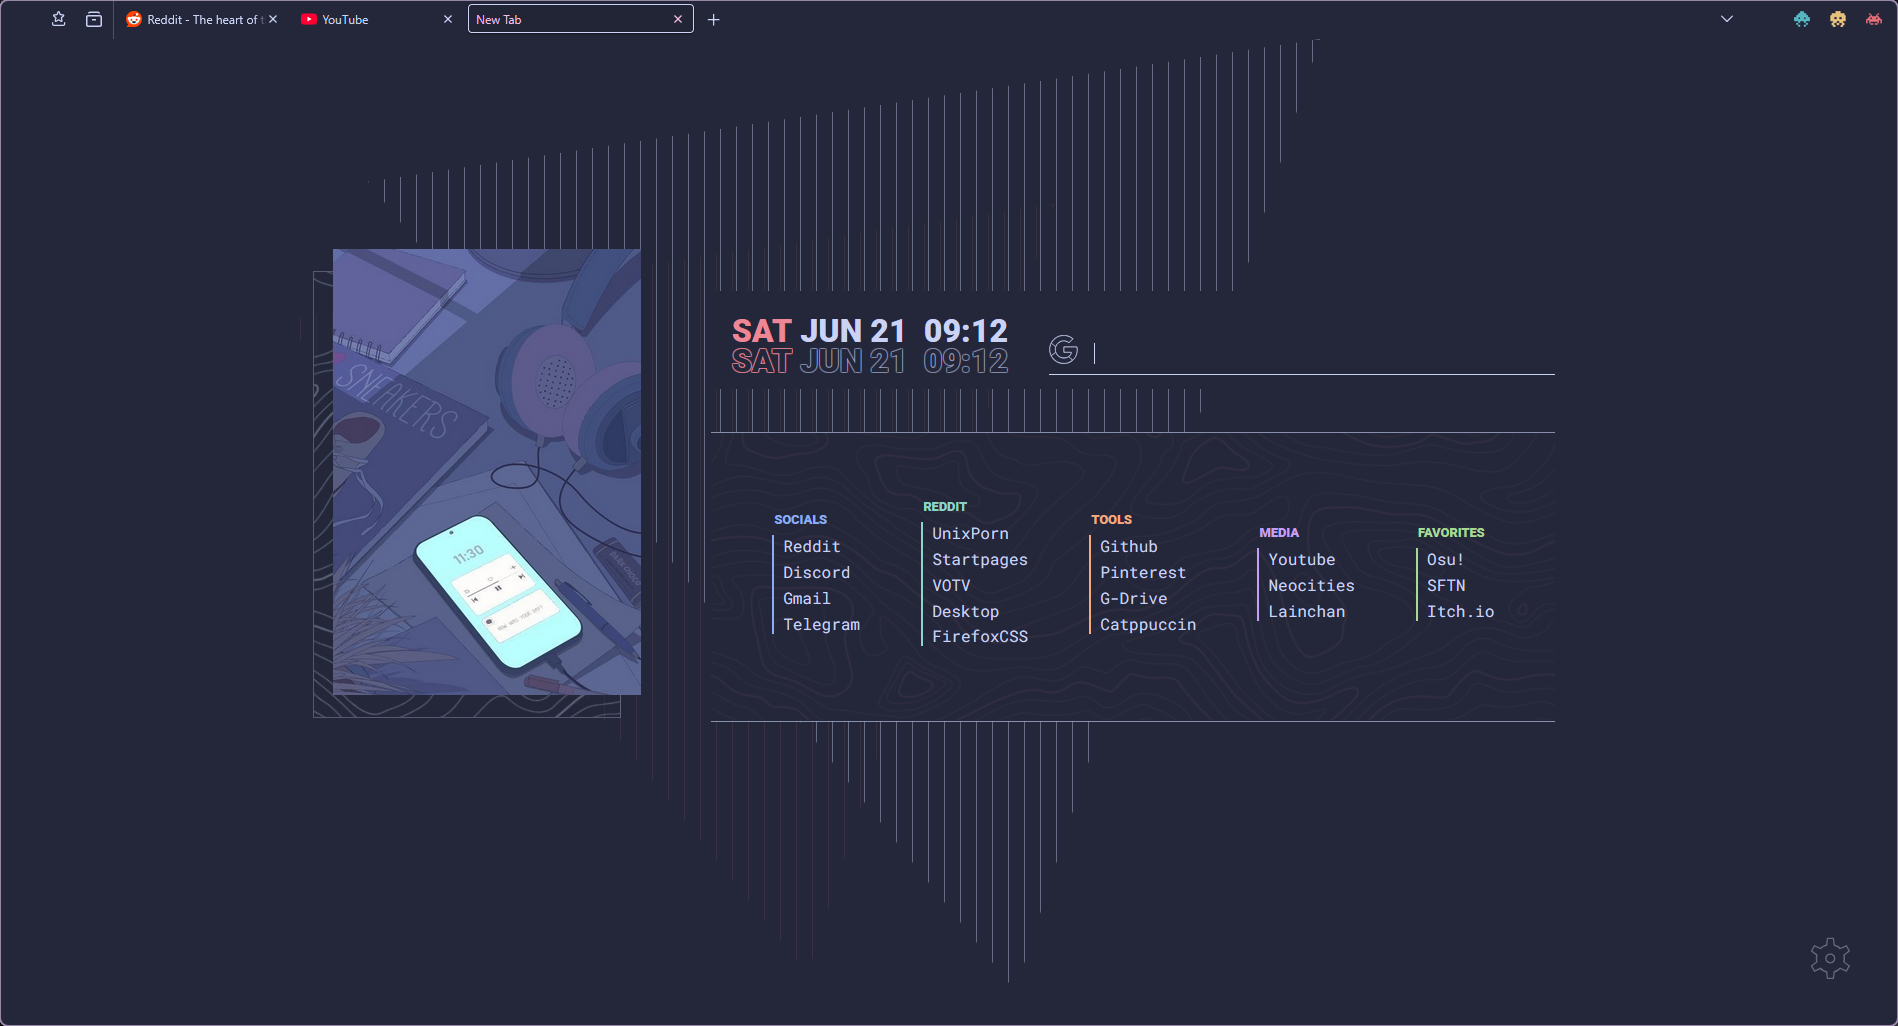 Reddit - The heart of t
YouTube
New Tab
SAT JUN 21 09:12
SAT JUN 21 09:12
SNEAKERS
11:30
SOCIALS
Reddit
Discord
Gmail
Telegram
REDDIT
UnixPorn
Startpages
VOTV
Desktop
FirefoxCSS
TOOLS
Github
Pinterest
G-Drive
Catppuccin
MEDIA
Youtube
Neocities
Lainchan
FAVORITES
Osu!
SFTN
Itch.io